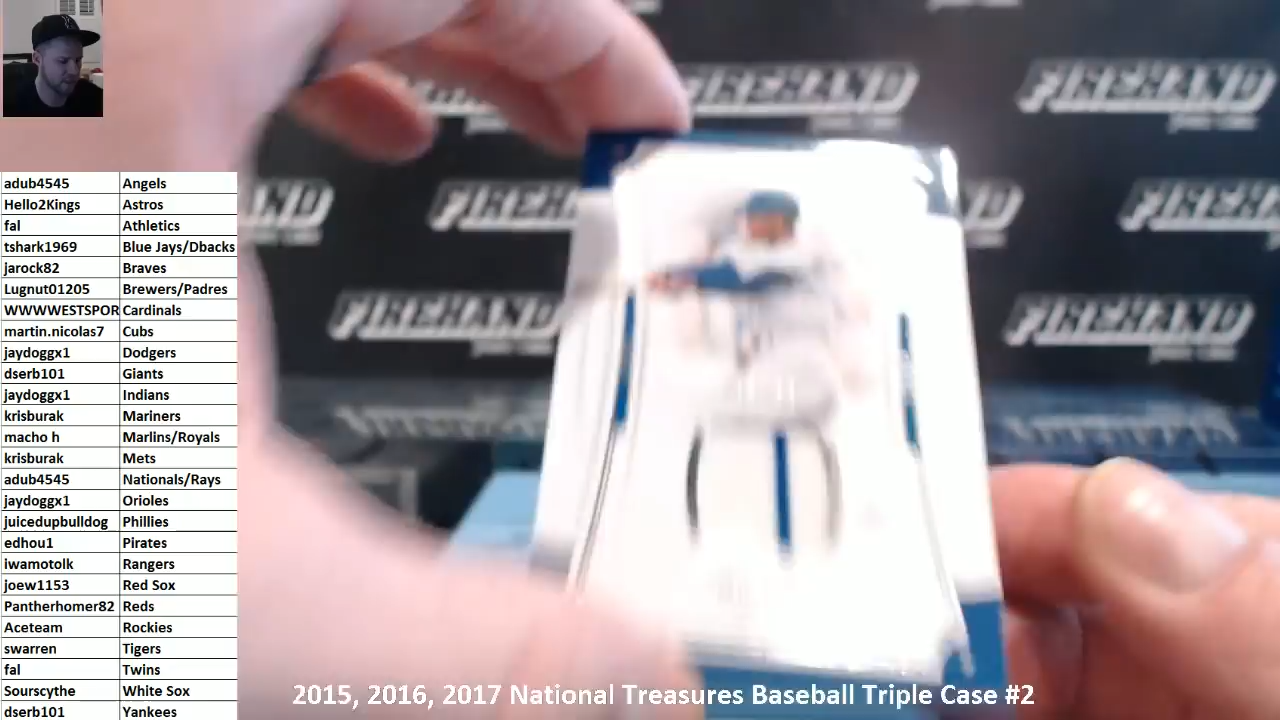 FIREHAND FIREHAND
adub4545 Angels
Hello2Kings Astros
fal Athletics
tshark1969 Blue Jays/Dbacks
jarock82 Braves
Lugnut01205 Brewers/Padres
WWWWESTSPOR Cardinals
martin.nicolas7 Cubs
jaydoggx1 Dodgers
dserb101 Giants
jaydoggx1 Indians
krisburak Mariners
macho h Marlins/Royals
krisburak Mets
adub4545 Nationals/Rays
jaydoggx1 Orioles
juicedupbulldog Phillies
edhou1 Pirates
iwamotolk Rangers
joew1153 Red Sox
Pantherhomer82 Reds
Aceteam Rockies
swarren Tigers
fal Twins
Sourscythe White Sox
dserb101 Yankees
2015, 2016, 2017 National Treasures Baseball Triple Case #2